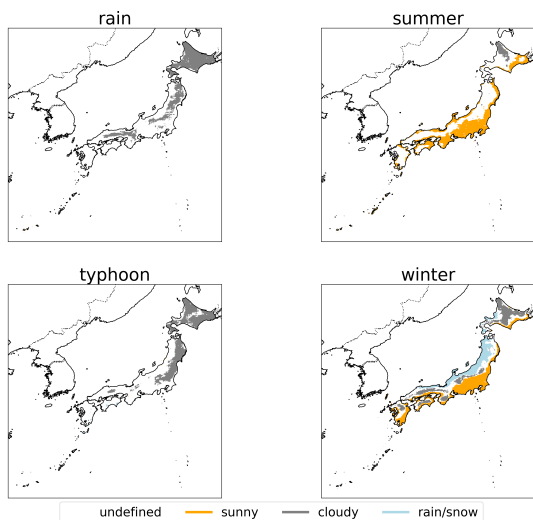 rain
summer
typhoon
winter
undefined sunny cloudy rain/snow